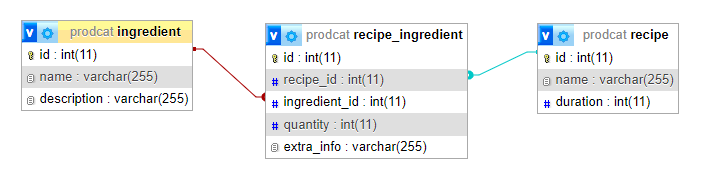 v prodcat ingredient
id : int(11)
name : varchar(255)
description : varchar(255)
v prodcat recipe_ingredient
id : int(11)
# recipe_id : int(11)
# ingredient_id : int(11)
# quantity : int(11)
extra_info : varchar(255)
v prodcat recipe
id : int(11)
name : varchar(255)
# duration : int(11)